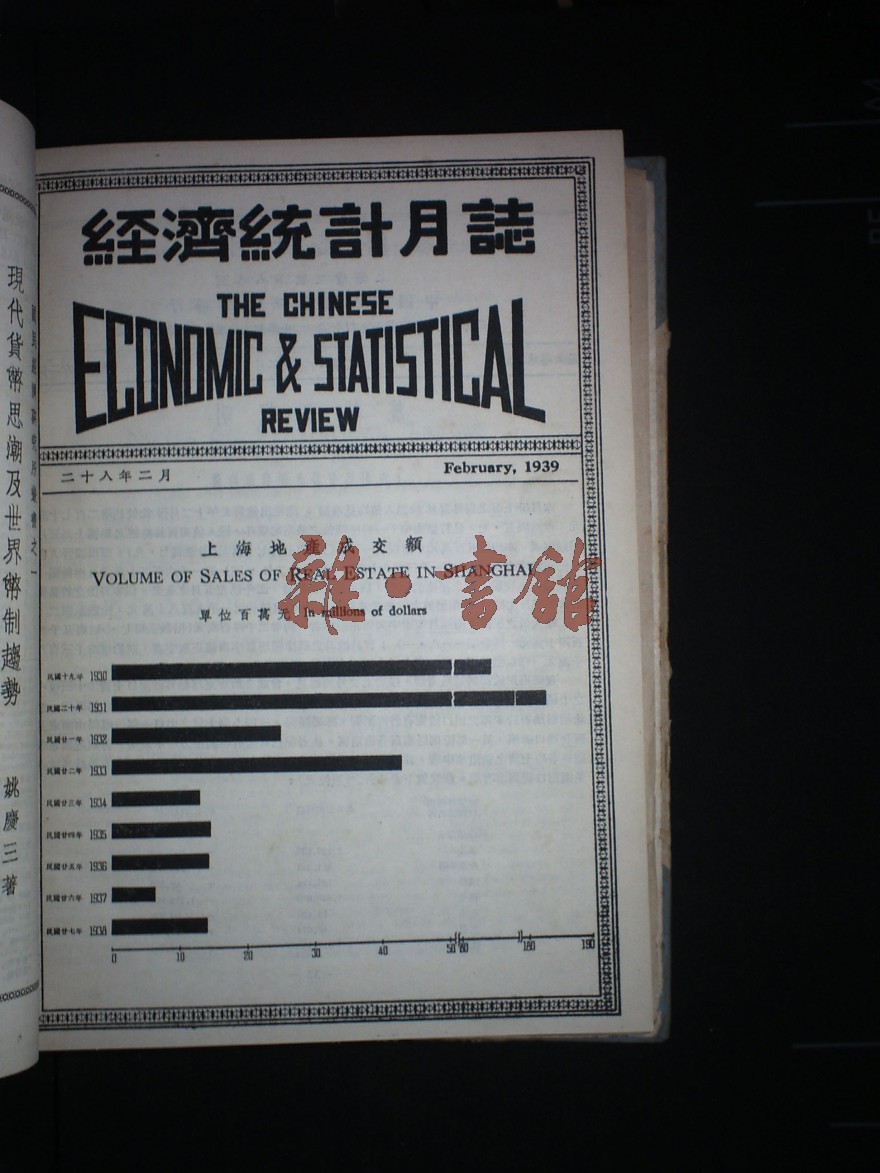 經濟統計月誌
THE CHINESE
ECONOMIC & STATISTICAL
REVIEW
二十八年二月
February, 1939
上海地產成交額
VOLUME OF SALES OF REAL ESTATE IN SHANGHAI
單位百萬元 In millions of dollars
民國十九年 1930
民國二十年 1931
民國廿一年 1932
民國廿二年 1933
民國廿三年 1934
民國廿四年 1935
民國廿五年 1936
民國廿六年 1937
民國廿七年 1938
0 10 20 30 40 50 80 180 190
雜·書館
現代貨幣思潮及世界幣制趨勢
姚慶三著